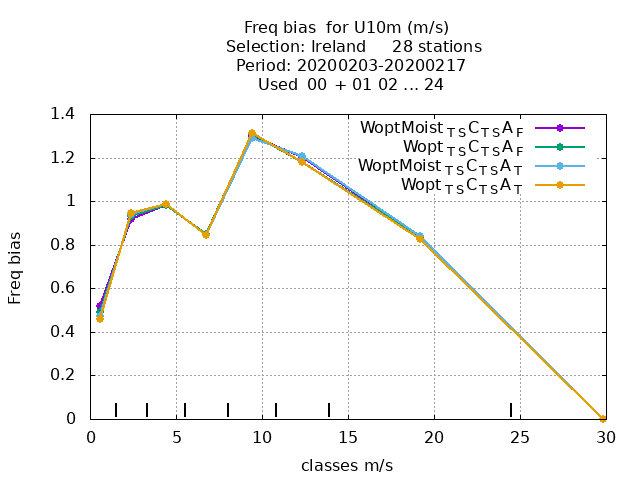 Freq bias  for U10m (m/s)
Selection: Ireland     28 stations
Period: 20200203-20200217
Used  00 + 01 02 ... 24
WoptMoist TS C TS A F
Wopt TS C TS A F
WoptMoist TS C TS A T
Wopt TS C TS A T
1.4
1.2
1
0.8
0.6
0.4
0.2
0
Freq bias
0 5 10 15 20 25 30
classes m/s